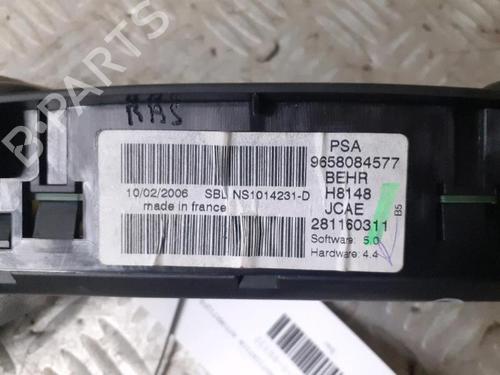 B-PARTS
RHS
PSA
9658084577
BEHR
H8148
JCAE
281160311
Software: 5.0
Hardware: 4.4
B5
10/02/2006 SBL NS1014231-D
made in france